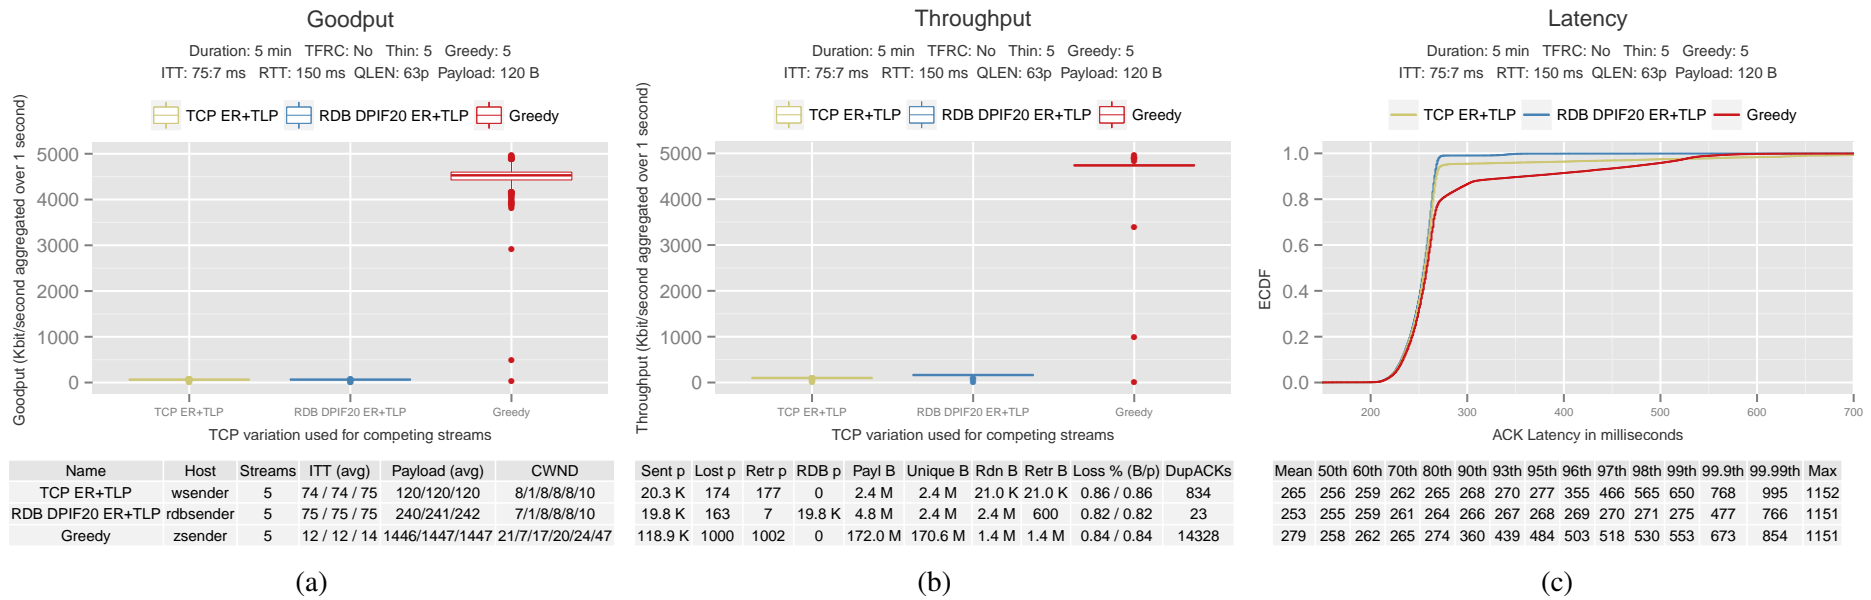 Goodput
Duration: 5 min TFRC: No Thin: 5 Greedy: 5
ITT: 75:7 ms RTT: 150 ms QLEN: 63p Payload: 120 B
TCP ER+TLP RDB DPIF20 ER+TLP Greedy
Goodput (Kbit/second aggregated over 1 second)
5000
4000
3000
2000
1000
0
TCP ER+TLP RDB DPIF20 ER+TLP Greedy
TCP variation used for competing streams
Name Host Streams ITT (avg) Payload (avg) CWND
TCP ER+TLP wsender 5 74 / 74 / 75 120/120/120 8/1/8/8/8/10
RDB DPIF20 ER+TLP rdbsender 5 75 / 75 / 75 240/241/242 7/1/8/8/8/10
Greedy zsender 5 12 / 12 / 14 1446/1447/1447 21/7/17/20/24/47
(a)
Throughput
Duration: 5 min TFRC: No Thin: 5 Greedy: 5
ITT: 75:7 ms RTT: 150 ms QLEN: 63p Payload: 120 B
TCP ER+TLP RDB DPIF20 ER+TLP Greedy
Throughput (Kbit/second aggregated over 1 second)
5000
4000
3000
2000
1000
0
TCP ER+TLP RDB DPIF20 ER+TLP Greedy
TCP variation used for competing streams
Sent p Lost p Retr p RDB p Payl B Unique B Rdn B Retr B Loss % (B/p) DupACKs
20.3 K 174 177 0 2.4 M 2.4 M 21.0 K 21.0 K 0.86 / 0.86 834
19.8 K 163 7 19.8 K 4.8 M 2.4 M 2.4 M 600 0.82 / 0.82 23
118.9 K 1000 1002 0 172.0 M 170.6 M 1.4 M 1.4 M 0.84 / 0.84 14328
(b)
Latency
Duration: 5 min TFRC: No Thin: 5 Greedy: 5
ITT: 75:7 ms RTT: 150 ms QLEN: 63p Payload: 120 B
TCP ER+TLP RDB DPIF20 ER+TLP Greedy
ECDF
1.0
0.8
0.6
0.4
0.2
0.0
200 300 400 500 600 700
ACK Latency in milliseconds
Mean 50th 60th 70th 80th 90th 93th 95th 96th 97th 98th 99th 99.9th 99.99th Max
265 256 259 262 265 268 270 277 355 466 565 650 768 995 1152
253 255 259 261 264 266 267 268 269 270 271 275 477 766 1151
279 258 262 265 274 360 439 484 503 518 530 553 673 854 1151
(c)